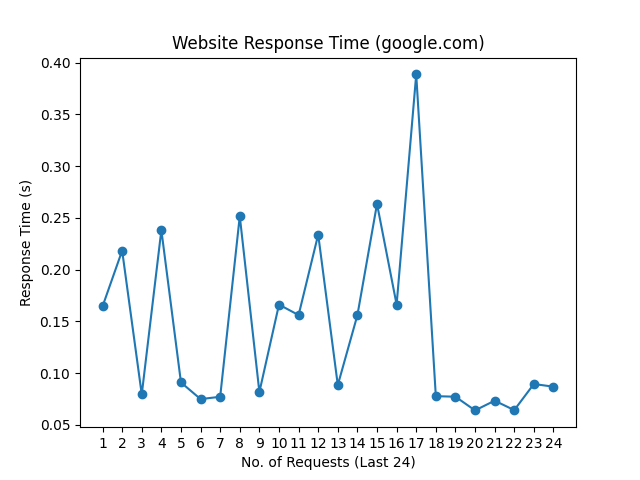 Website Response Time (google.com)
0.40
0.35
0.30
0.25
0.20
0.15
0.10
0.05
Response Time (s)
1 2 3 4 5 6 7 8 9 10 11 12 13 14 15 16 17 18 19 20 21 22 23 24
No. of Requests (Last 24)